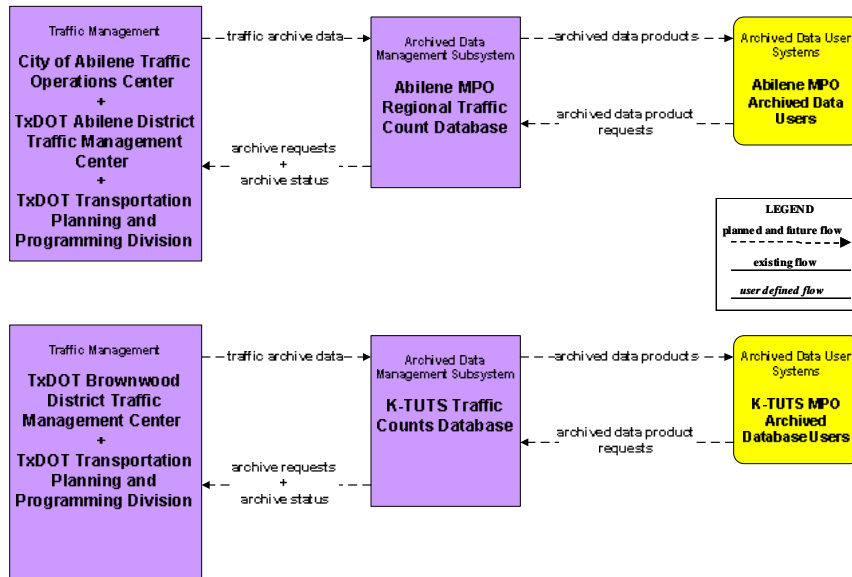 Traffic Management
City of Abilene Traffic
Operations Center
+
TxDOT Abilene District
Traffic Management
Center
+
TxDOT Transportation
Planning and
Programming Division
traffic archive data
archive requests
+
archive status
Archived Data
Management Subsystem
Abilene MPO
Regional Traffic
Count Database
archived data products
archived data product
requests
Archived Data User
Systems
Abilene MPO
Archived Data
Users
LEGEND
planned and future flow
existing flow
user defined flow
Traffic Management
TxDOT Brownwood
District Traffic
Management Center
+
TxDOT Transportation
Planning and
Programming Division
traffic archive data
archive requests
+
archive status
Archived Data
Management Subsystem
K-TUTS Traffic
Counts Database
archived data products
archived data product
requests
Archived Data User
Systems
K-TUTS MPO
Archived
Database Users